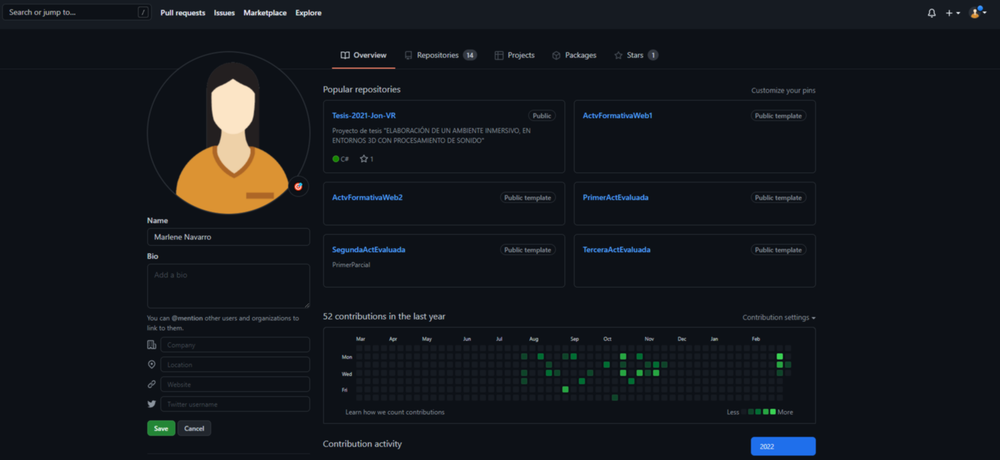 Search or jump to... /
Pull requests Issues Marketplace Explore
Overview Repositories 14 Projects Packages Stars 1
Name
Marlene Navarro
Bio
Add a bio
You can @mention other users and organizations to
link to them.
Company
Location
Website
Twitter username
Save Cancel
Popular repositories
Customize your pins
Tesis-2021-Jon-VR Public
Proyecto de tesis "ELABORACIÓN DE UN AMBIENTE INMERSIVO, EN
ENTORNOS 3D CON PROCESAMIENTO DE SONIDO"
C# 1
ActvFormativaWeb1 Public template
ActvFormativaWeb2 Public template
PrimerActEvaluada Public template
SegundaActEvaluada Public template
PrimerParcial
TerceraActEvaluada Public template
52 contributions in the last year
Contribution settings
Mar Apr May Jun Jul Aug Sep Oct Nov Dec Jan Feb
Mon
Wed
Fri
Learn how we count contributions
Less More
Contribution activity
2022